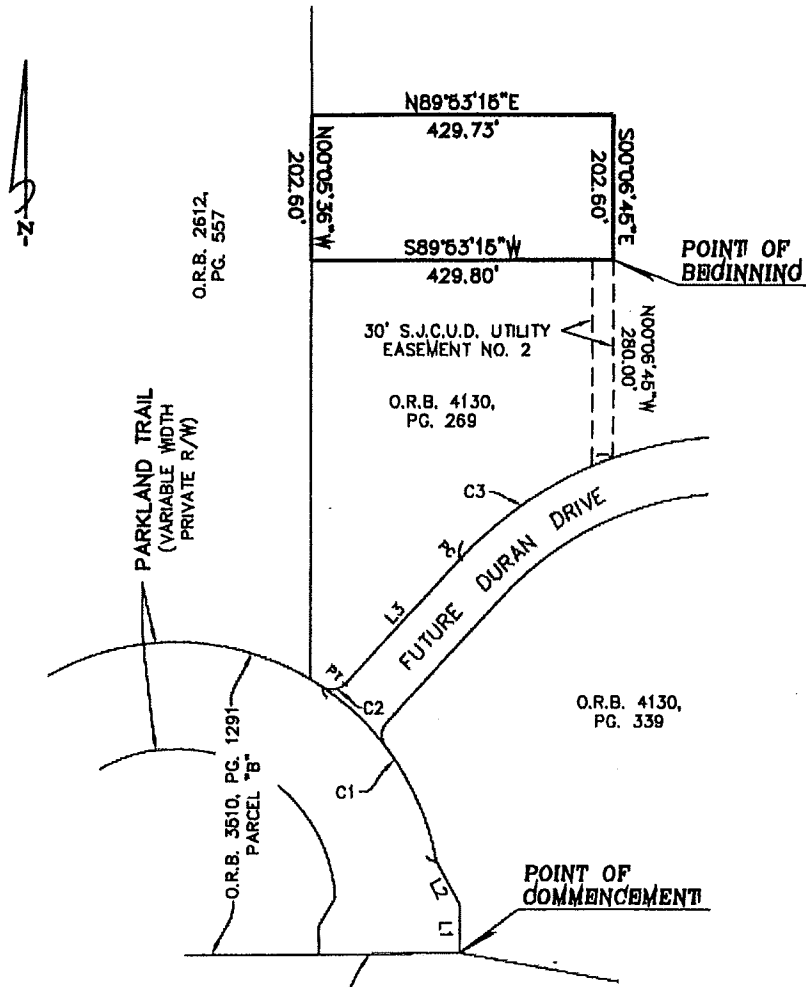 N89°53'15"E
429.73'
N00°05'36"W
202.60'
S00°06'45"E
202.60'
S89°53'15"W
429.80'
POINT OF
BEGINNING
-N-
O.R.B. 2612,
PG. 557
30' S.J.C.U.D. UTILITY
EASEMENT NO. 2
N00°06'45"W
280.00'
O.R.B. 4130,
PG. 269
PARKLAND TRAIL
(VARIABLE WIDTH
PRIVATE R/W)
C3
PC
L3
FUTURE DURAN DRIVE
PT
C2
O.R.B. 4130,
PG. 339
C1
O.R.B. 3510, PG. 1291
PARCEL "B"
L2
L1
POINT OF
COMMENCEMENT